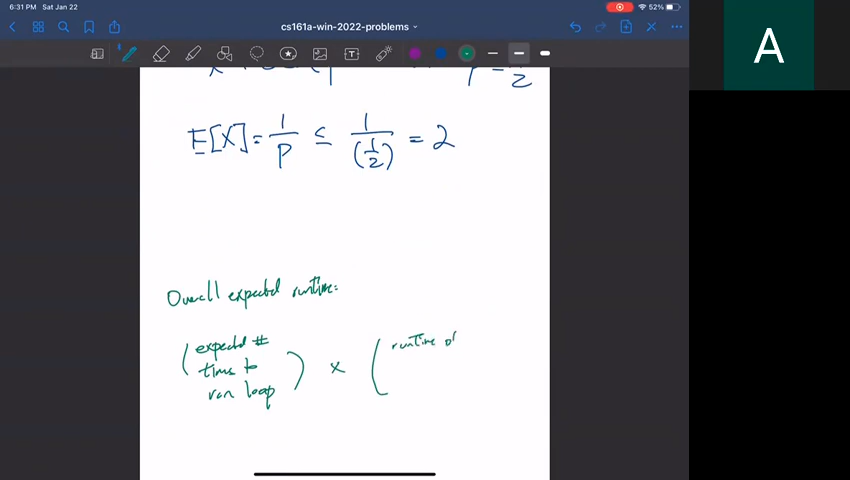 6:31 PM Sat Jan 22
52%
cs161a-win-2022-problems
T
A
2
E[X] = 1/P ≤ 1/(1/2) = 2
Overall expected runtime:
(expected # times to run loop) × (runtime of